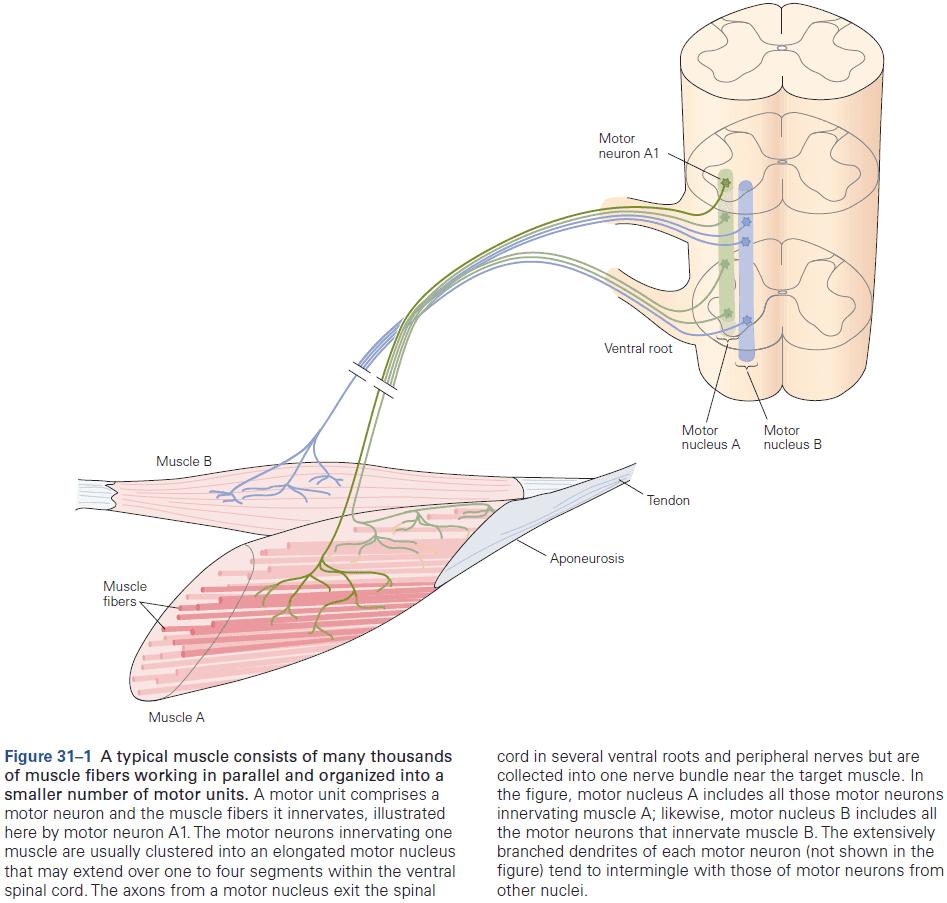 Motor
neuron A1
Ventral root
Motor
nucleus A
Motor
nucleus B
Muscle B
Tendon
Aponeurosis
Muscle
fibers
Muscle A
Figure 31–1 A typical muscle consists of many thousands
of muscle fibers working in parallel and organized into a
smaller number of motor units. A motor unit comprises a
motor neuron and the muscle fibers it innervates, illustrated
here by motor neuron A1. The motor neurons innervating one
muscle are usually clustered into an elongated motor nucleus
that may extend over one to four segments within the ventral
spinal cord. The axons from a motor nucleus exit the spinal
cord in several ventral roots and peripheral nerves but are
collected into one nerve bundle near the target muscle. In
the figure, motor nucleus A includes all those motor neurons
innervating muscle A; likewise, motor nucleus B includes all
the motor neurons that innervate muscle B. The extensively
branched dendrites of each motor neuron (not shown in the
figure) tend to intermingle with those of motor neurons from
other nuclei.